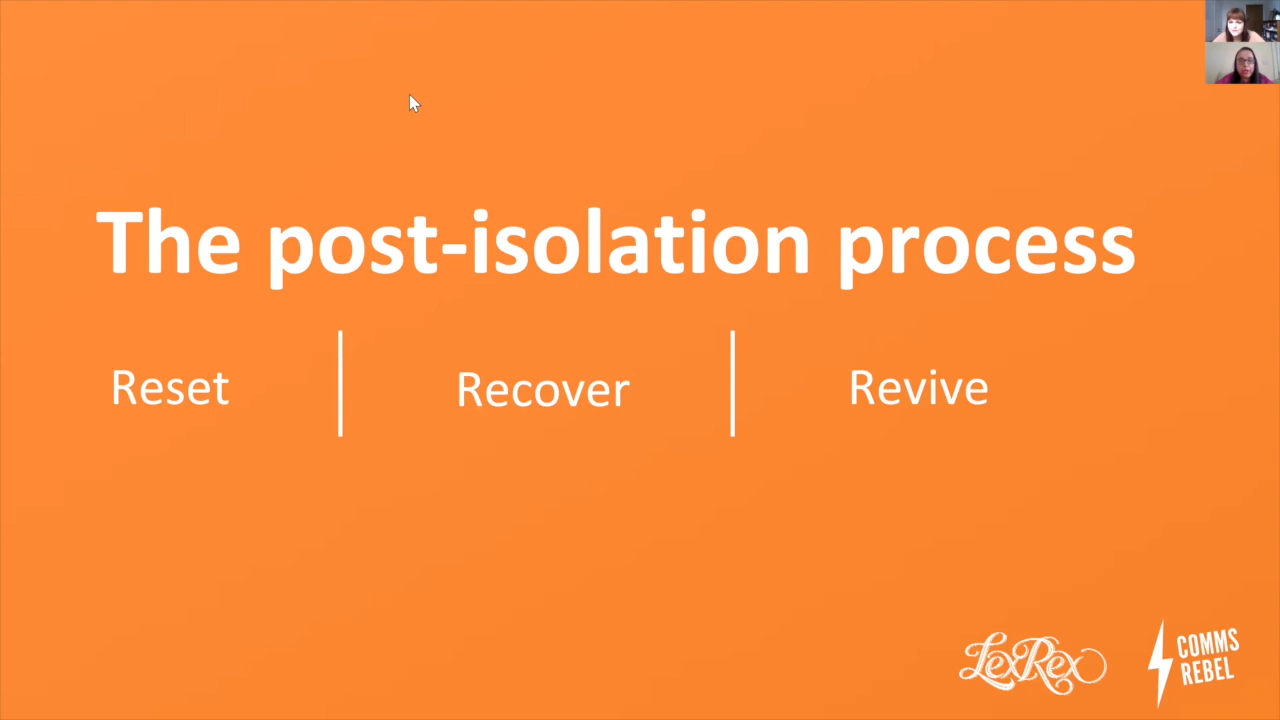 The post-isolation process
Reset
Recover
Revive
LexRex
COMMS
REBEL